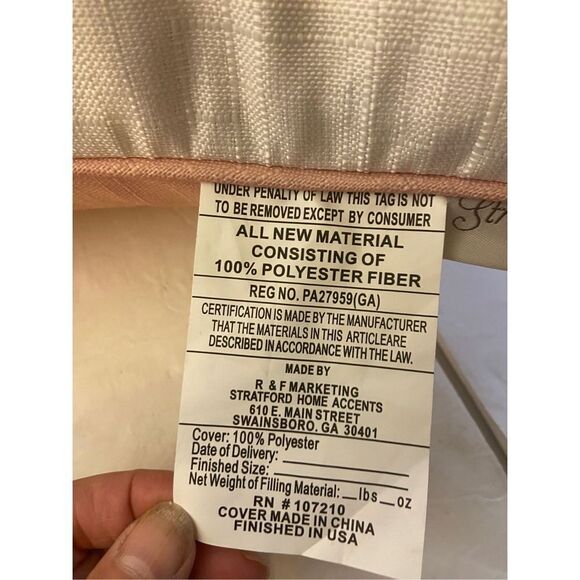 UNDER PENALTY OF LAW THIS TAG IS NOT
TO BE REMOVED EXCEPT BY CONSUMER
ALL NEW MATERIAL
CONSISTING OF
100% POLYESTER FIBER
REG NO. PA27959(GA)
CERTIFICATION IS MADE BY THE MANUFACTURER
THAT THE MATERIALS IN THIS ARTICLEARE
DESCRIBED IN ACCORDANCE WITH THE LAW.
MADE BY
R & F MARKETING
STRATFORD HOME ACCENTS
610 E. MAIN STREET
SWAINSBORO. GA 30401
Cover: 100% Polyester
Date of Delivery:
Finished Size:
Net Weight of Filling Material: __lbs__oz
RN # 107210
COVER MADE IN CHINA
FINISHED IN USA